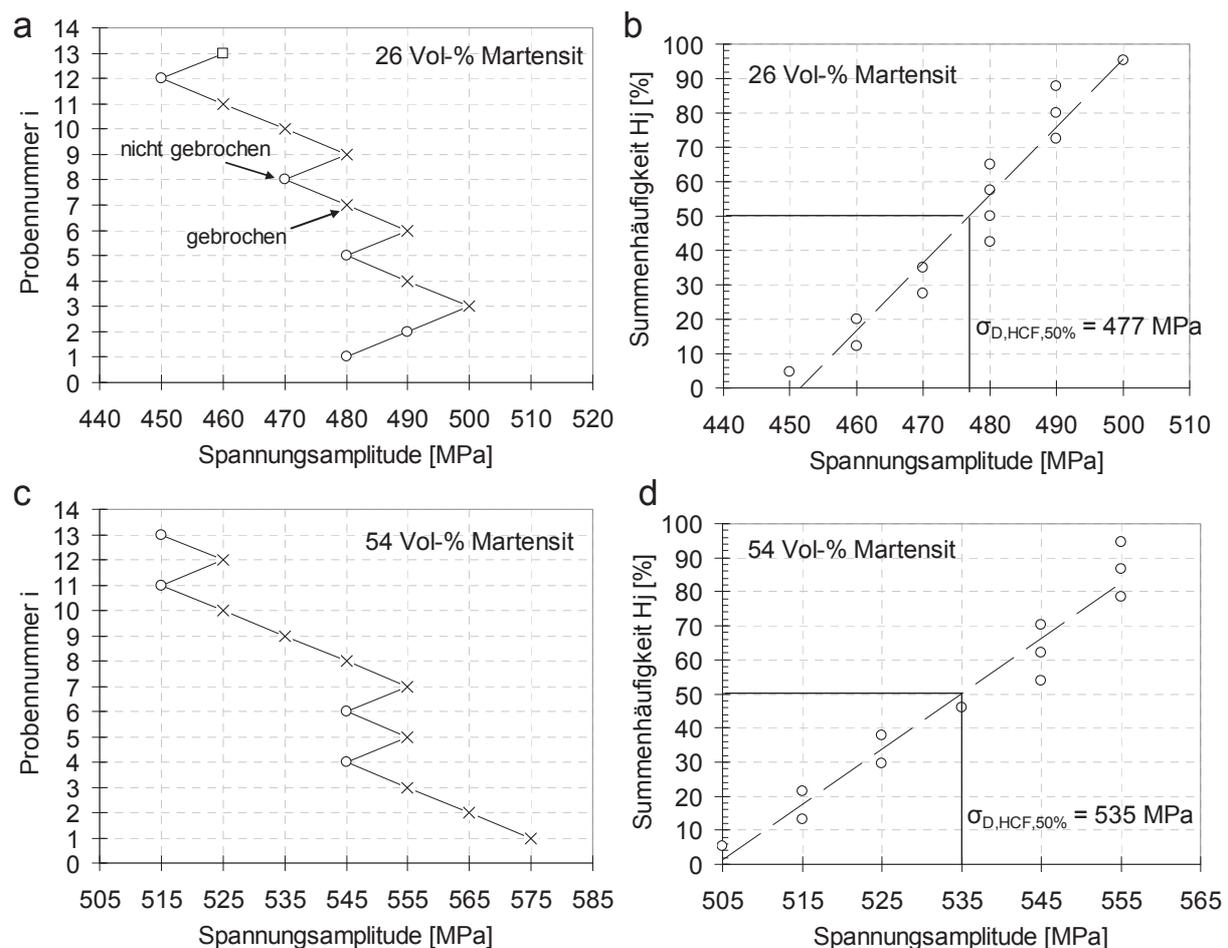 a
14
13
12
11
10
9
8
7
6
5
4
3
2
1
0
Probennummer i
26 Vol-% Martensit
nicht gebrochen
gebrochen
440 450 460 470 480 490 500 510 520
Spannungsamplitude [MPa]
b
100
90
80
70
60
50
40
30
20
10
0
Summenhäufigkeit Hj [%]
26 Vol-% Martensit
σD,HCF,50% = 477 MPa
440 450 460 470 480 490 500 510
Spannungsamplitude [MPa]
c
14
13
12
11
10
9
8
7
6
5
4
3
2
1
0
Probennummer i
54 Vol-% Martensit
505 515 525 535 545 555 565 575 585
Spannungsamplitude [MPa]
d
100
90
80
70
60
50
40
30
20
10
0
Summenhäufigkeit Hj [%]
54 Vol-% Martensit
σD,HCF,50% = 535 MPa
505 515 525 535 545 555 565
Spannungsamplitude [MPa]